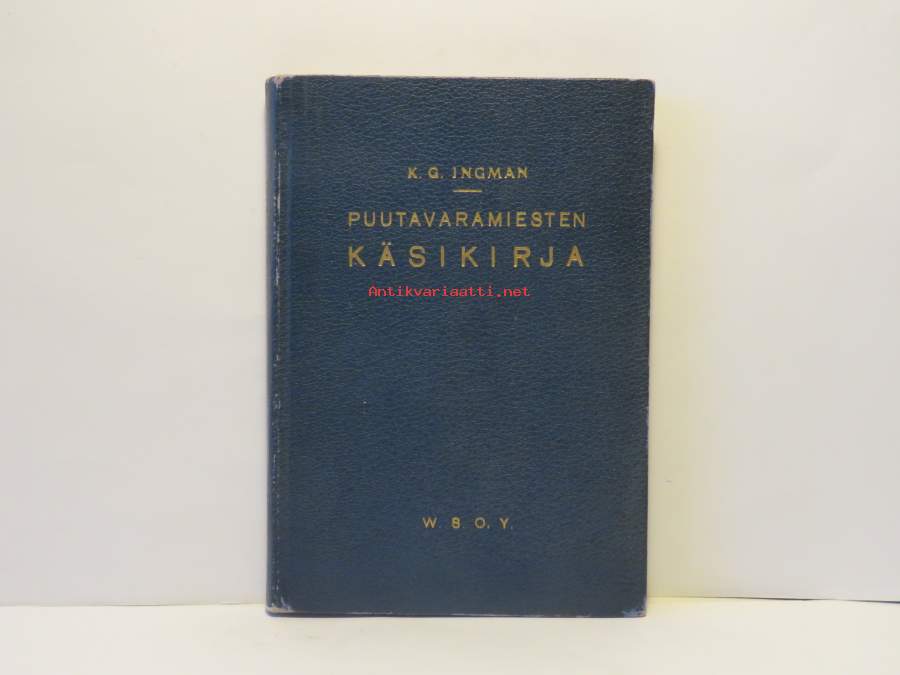 K. G. INGMAN
PUUTAVARAMIESTEN
KÄSIKIRJA
Antikvariaatti.net
W. S. O. Y.